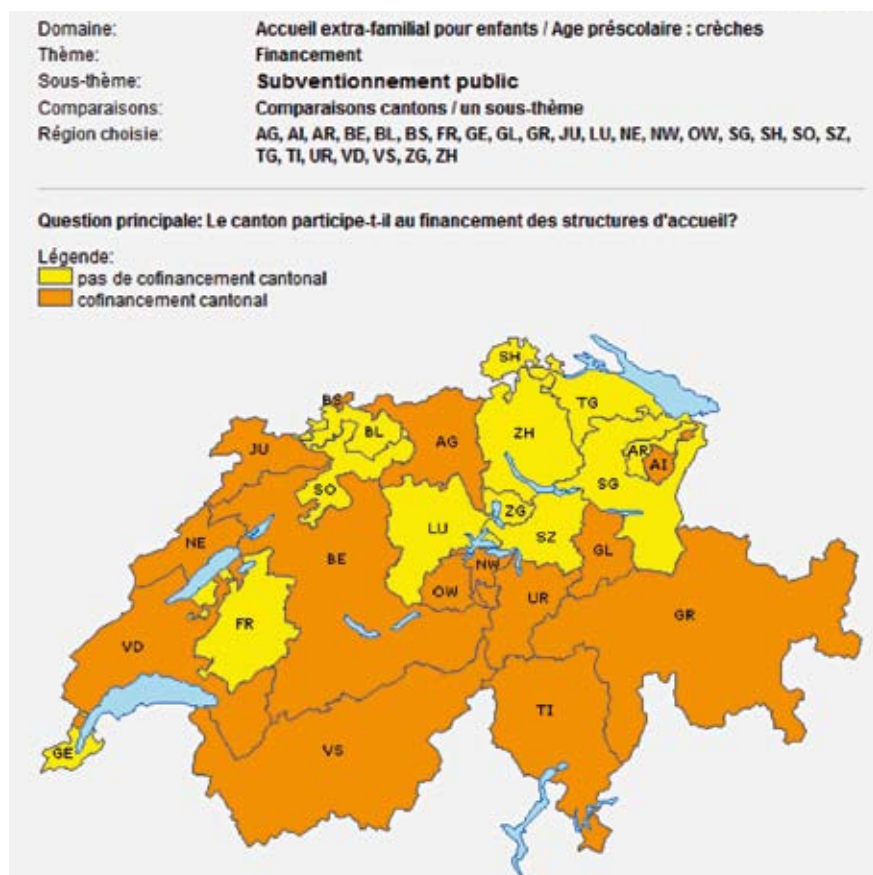 Domaine: Accueil extra-familial pour enfants / Age préscolaire : crèches
Thème: Financement
Sous-thème: Subventionnement public
Comparaisons: Comparaisons cantons / un sous-thème
Région choisie: AG, AI, AR, BE, BL, BS, FR, GE, GL, GR, JU, LU, NE, NW, OW, SG, SH, SO, SZ,
TG, TI, UR, VD, VS, ZG, ZH
Question principale: Le canton participe-t-il au financement des structures d'accueil?
Légende:
pas de cofinancement cantonal
cofinancement cantonal
SH
BS
TG
BL
ZH
AG
JU
AR
AI
SO
SG
ZG
LU
SZ
NE
BE
GL
NW
OW
UR
GR
FR
VD
TI
VS
GE